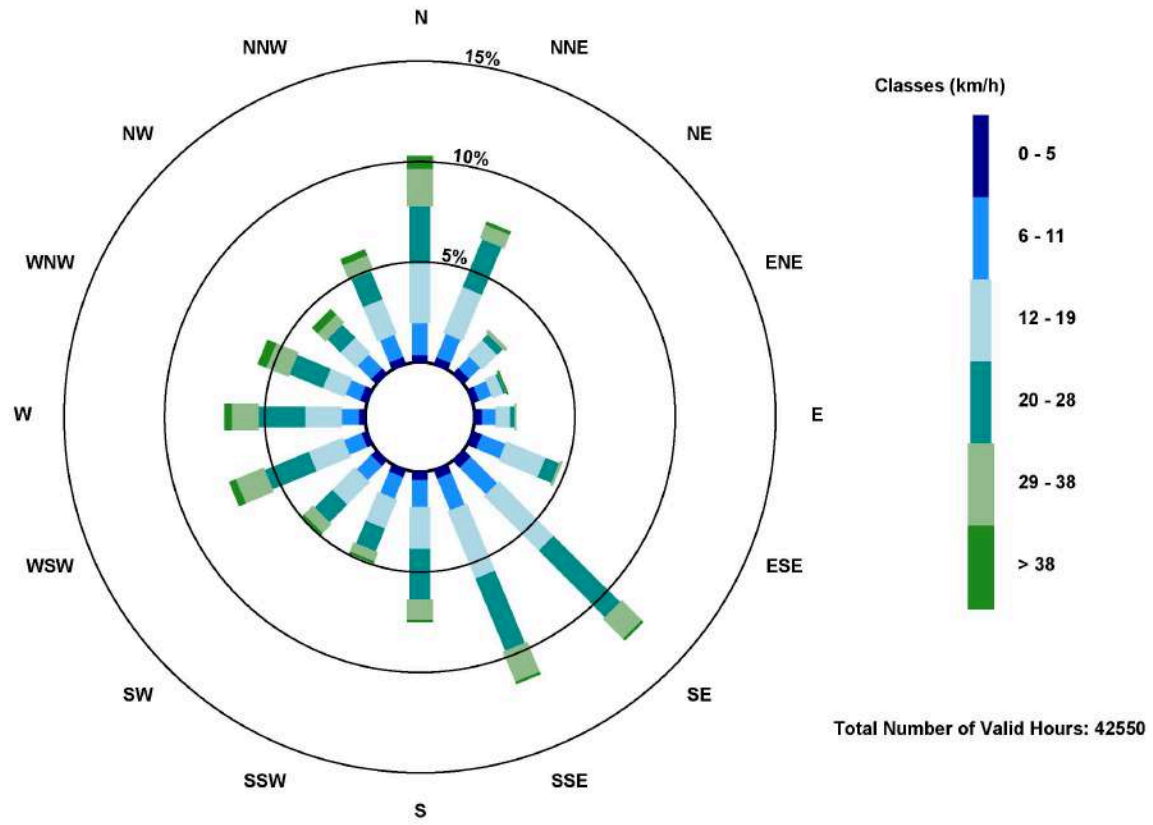 N
NNW
NNE
15%
Classes (km/h)
NW
NE
0 - 5
10%
6 - 11
5%
WNW
ENE
12 - 19
20 - 28
W
E
29 - 38
WSW
ESE
> 38
SW
SE
Total Number of Valid Hours: 42550
SSW
SSE
S